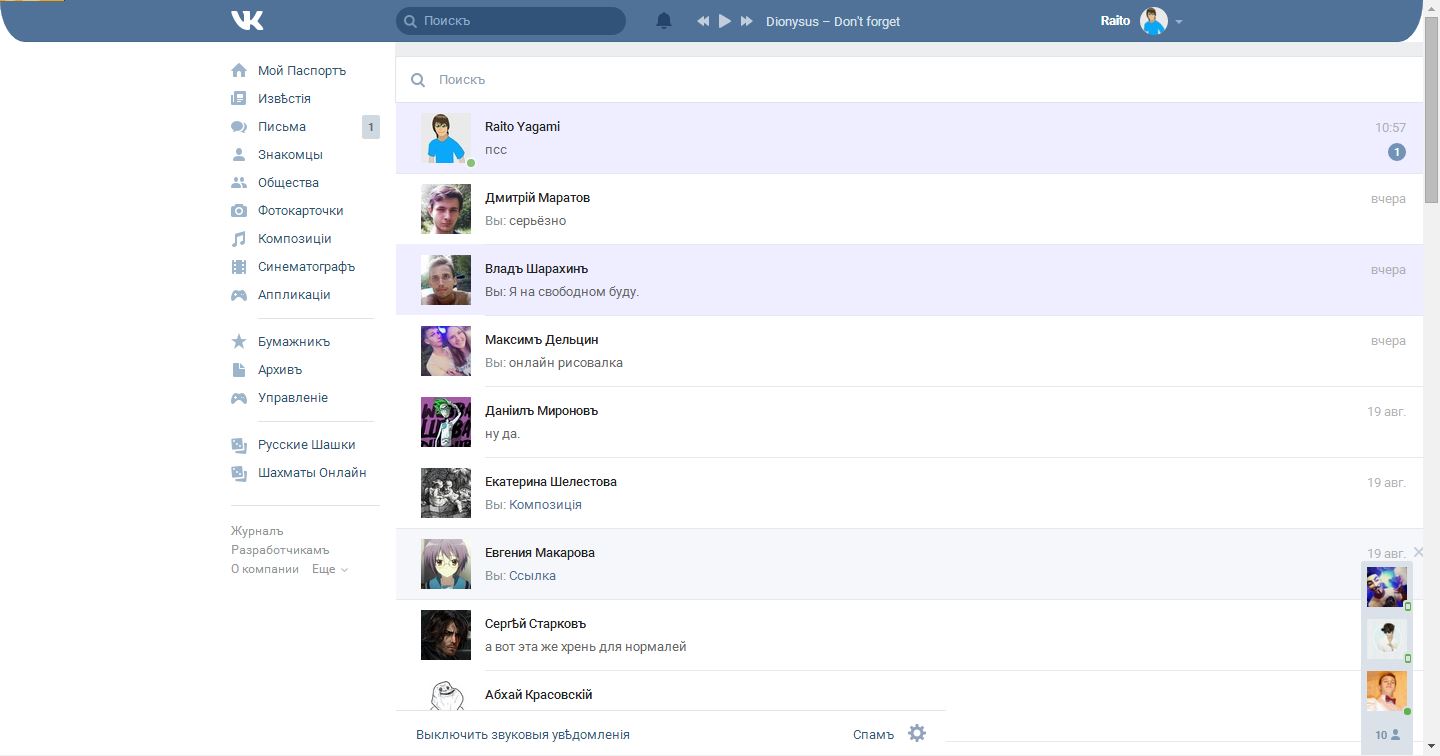 Поискъ
Dionysus – Don't forget
Raito
Мой Паспортъ
Извѣстія
Письма 1
Знакомцы
Общества
Фотокарточки
Композиціи
Синематографъ
Аппликаціи
Бумажникъ
Архивъ
Управленіе
Русские Шашки
Шахматы Онлайн
Журналъ
Разработчикамъ
О компании Еще
Поискъ
Raito Yagami 10:57
псс 1
Дмитрій Маратов вчера
Вы: серьёзно
Владъ Шарахинъ вчера
Вы: Я на свободном буду.
Максимъ Дельцин вчера
Вы: онлайн рисовалка
Даніилъ Мироновъ 19 авг.
ну да.
Екатерина Шелестова 19 авг.
Вы: Композиція
Евгения Макарова 19 авг.
Вы: Ссылка
Сергѣй Старковъ
а вот эта же хрень для нормалей
Абхай Красовскій
Выключить звуковыя увѣдомленія Спамъ
10